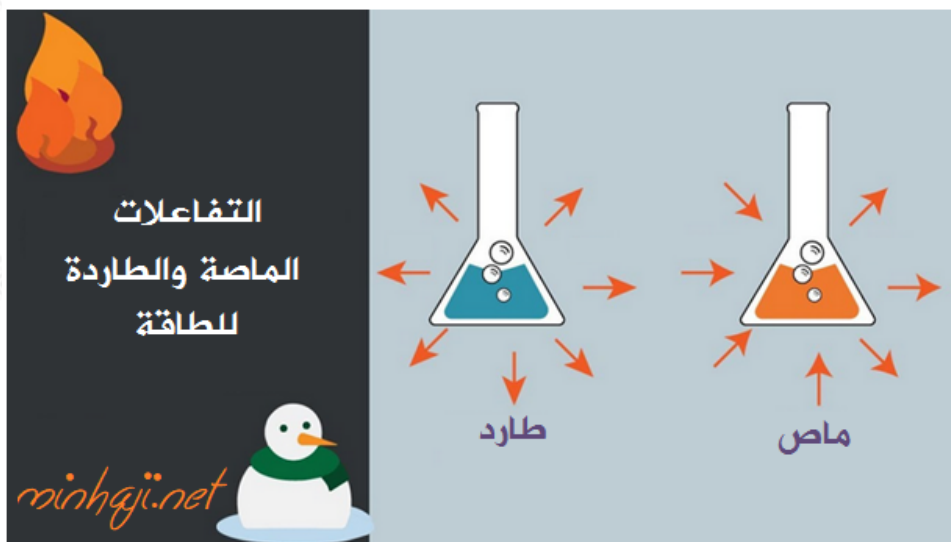 التفاعلات
الماصة والطاردة
للطاقة
طارد
ماص
minhaji.net